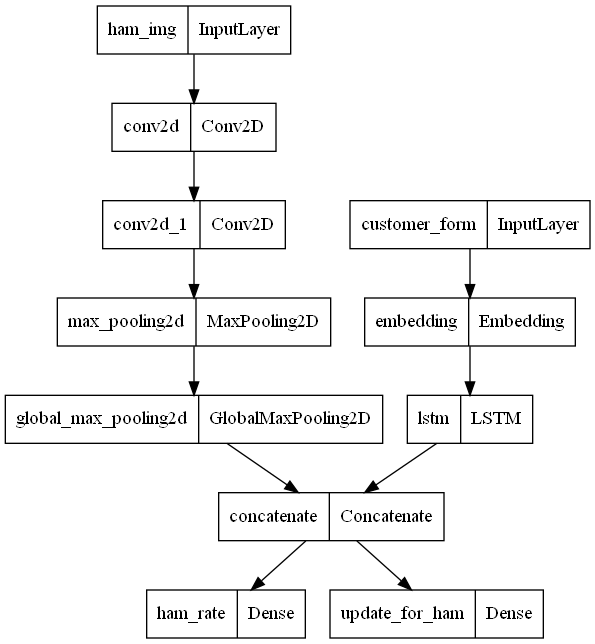 ham_img InputLayer
conv2d Conv2D
conv2d_1 Conv2D
customer_form InputLayer
max_pooling2d MaxPooling2D
embedding Embedding
global_max_pooling2d GlobalMaxPooling2D
lstm LSTM
concatenate Concatenate
ham_rate Dense
update_for_ham Dense